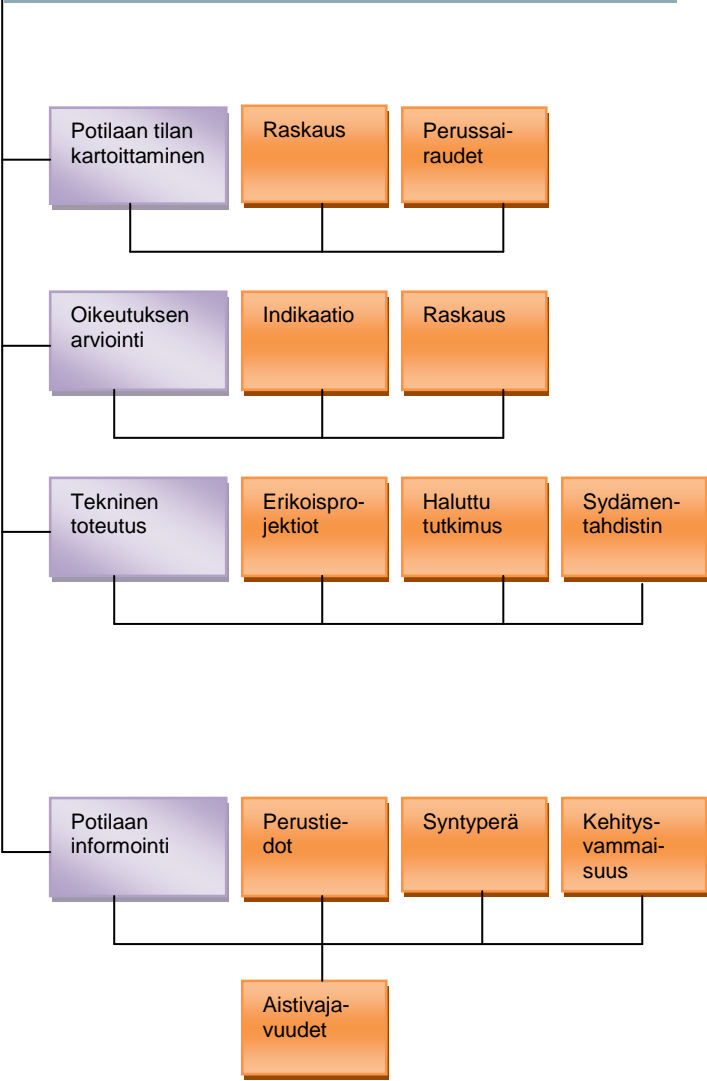 Potilaan tilan
kartoittaminen
Raskaus
Perussai-
raudet
Oikeutuksen
arviointi
Indikaatio
Raskaus
Tekninen
toteutus
Erikoispro-
jektiot
Haluttu
tutkimus
Sydämen-
tahdistin
Potilaan
informointi
Perustie-
dot
Syntyperä
Kehitys-
vammai-
suus
Aistivaja-
vuudet